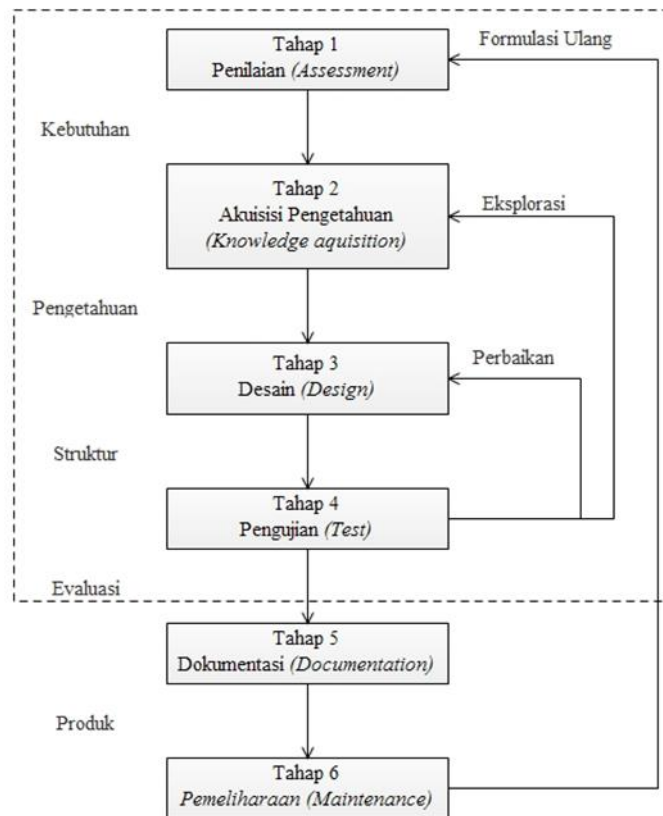 Tahap 1
Penilaian (Assessment)
Formulasi Ulang
Kebutuhan
Tahap 2
Akuisisi Pengetahuan
(Knowledge aquisition)
Eksplorasi
Pengetahuan
Tahap 3
Desain (Design)
Perbaikan
Struktur
Tahap 4
Pengujian (Test)
Evaluasi
Tahap 5
Dokumentasi (Documentation)
Produk
Tahap 6
Pemeliharaan (Maintenance)